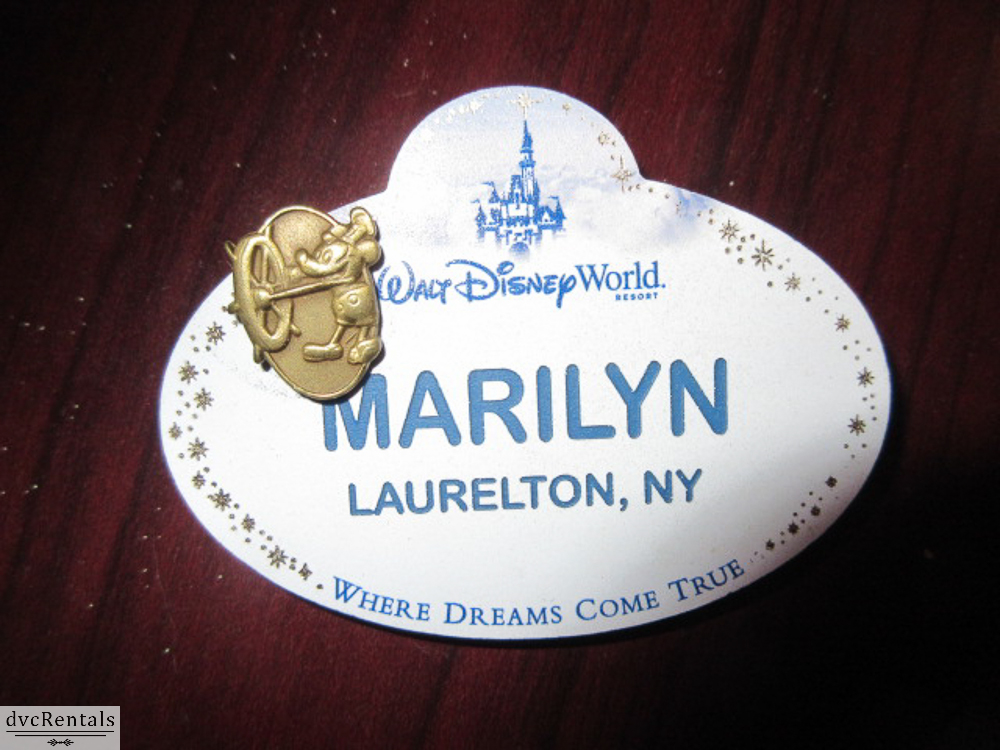 WALT DISNEY World.
RESORT
MARILYN
LAURELTON, NY
WHERE DREAMS COME TRUE
dvcRentals